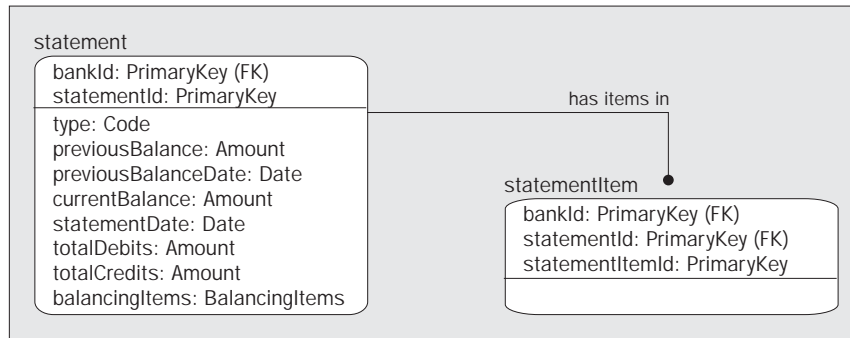 statement
bankId: PrimaryKey (FK)
statementId: PrimaryKey
type: Code
previousBalance: Amount
previousBalanceDate: Date
currentBalance: Amount
statementDate: Date
totalDebits: Amount
totalCredits: Amount
balancingItems: BalancingItems
has items in
statementItem
bankId: PrimaryKey (FK)
statementId: PrimaryKey (FK)
statementItemId: PrimaryKey